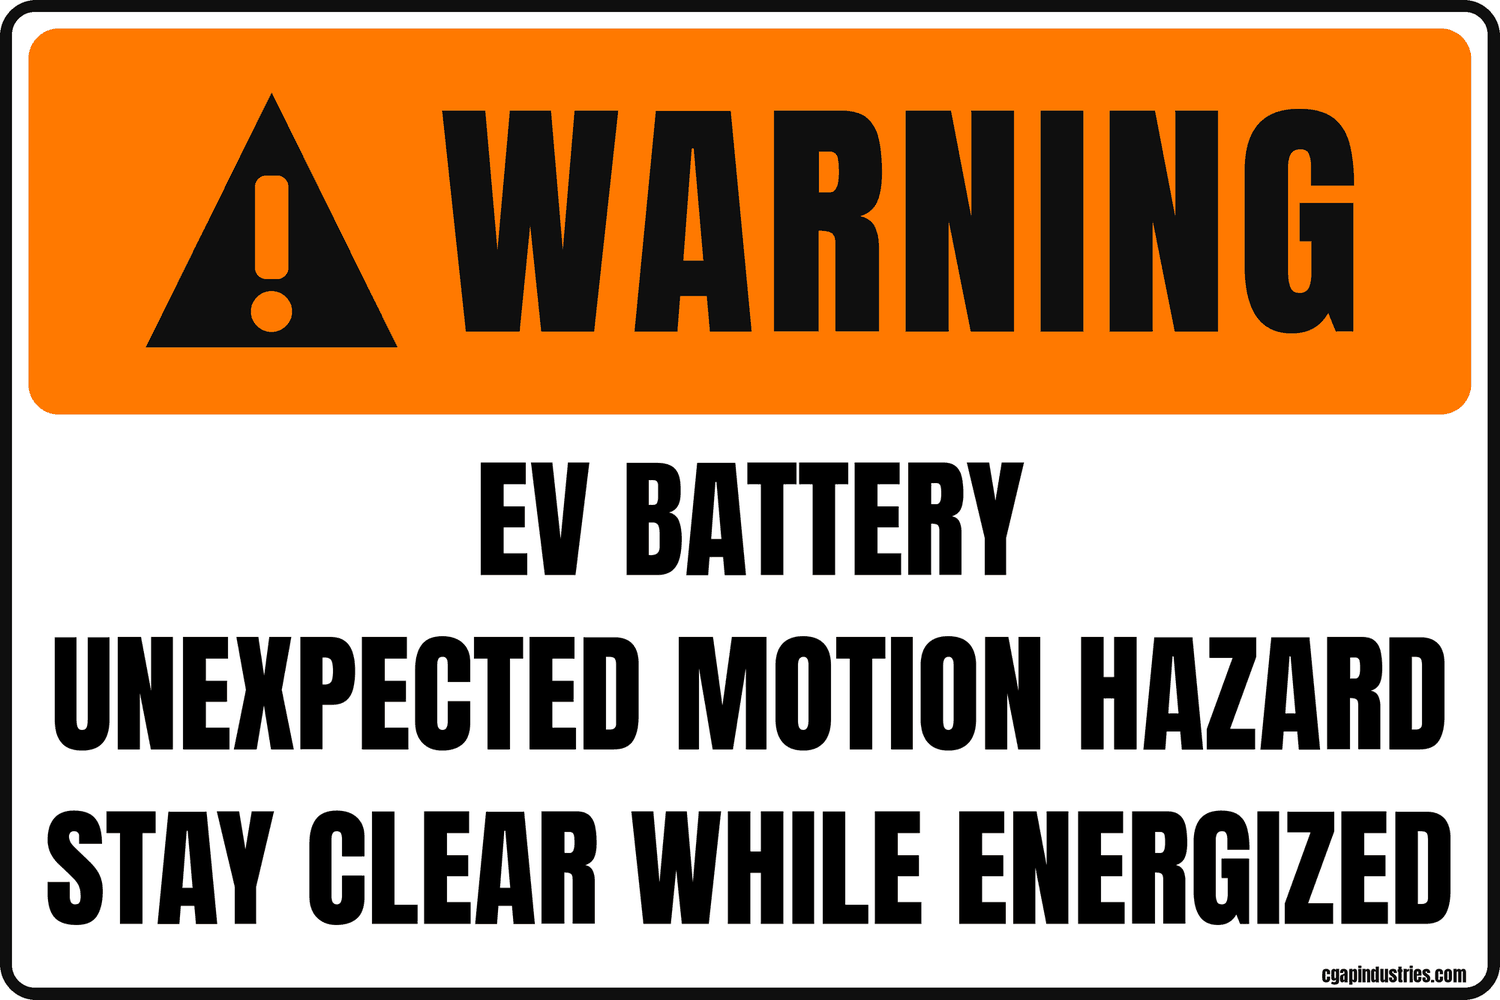 WARNING
EV BATTERY
UNEXPECTED MOTION HAZARD
STAY CLEAR WHILE ENERGIZED
cgapindustries.com